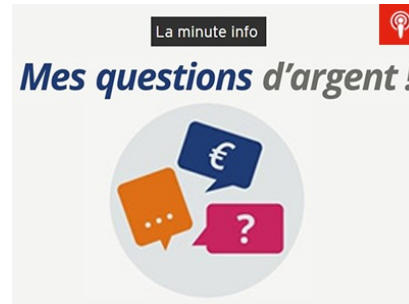 La minute info
Mes questions d'argent !
€
...
?